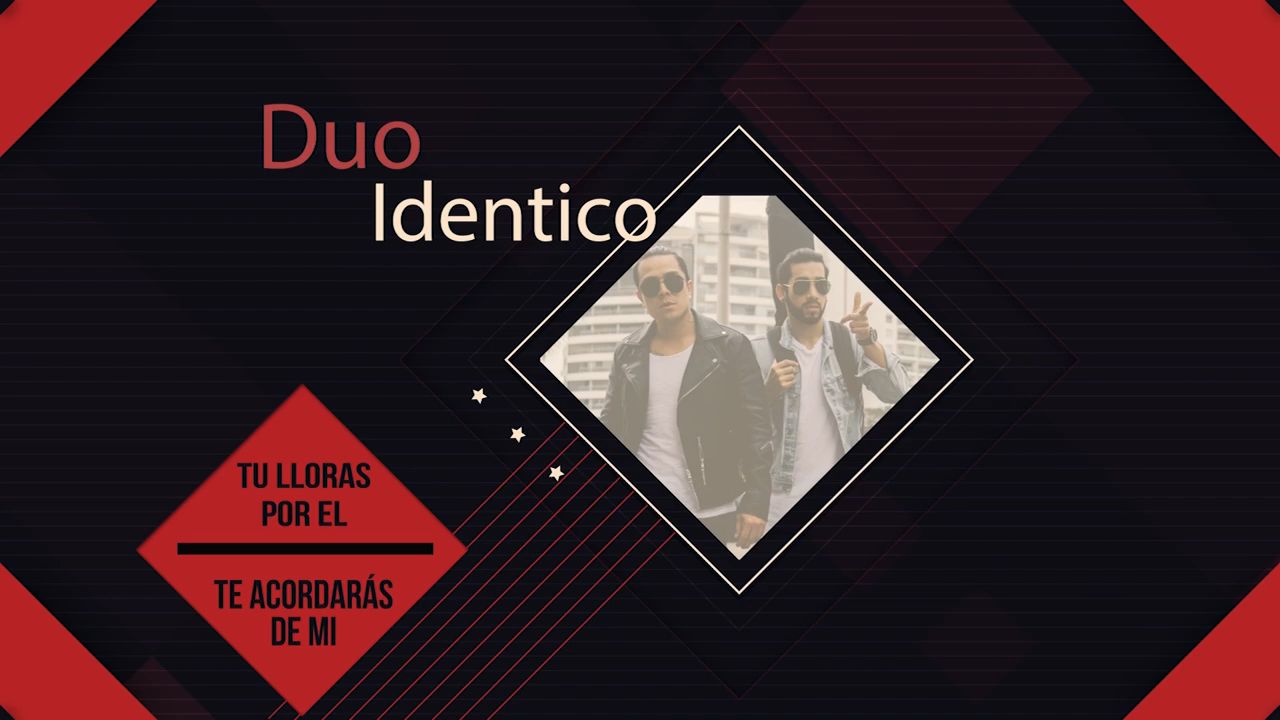 Duo
Identico
TU LLORAS
POR EL
TE ACORDARÁS
DE MI